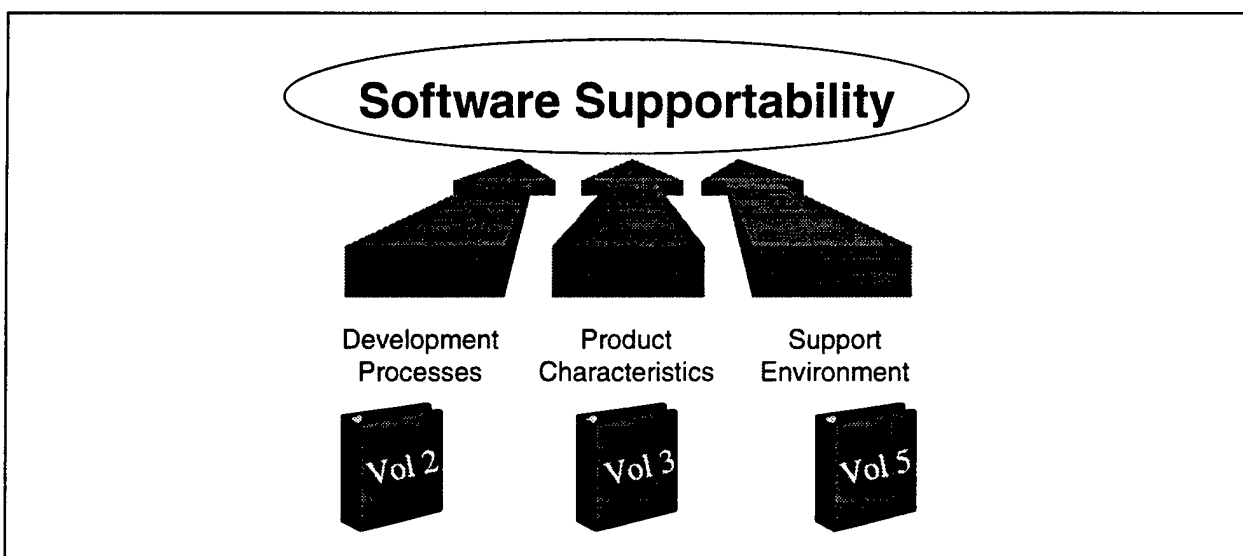 Software Supportability
Development
Processes
Product
Characteristics
Support
Environment
Vol 2
Vol 3
Vol 5